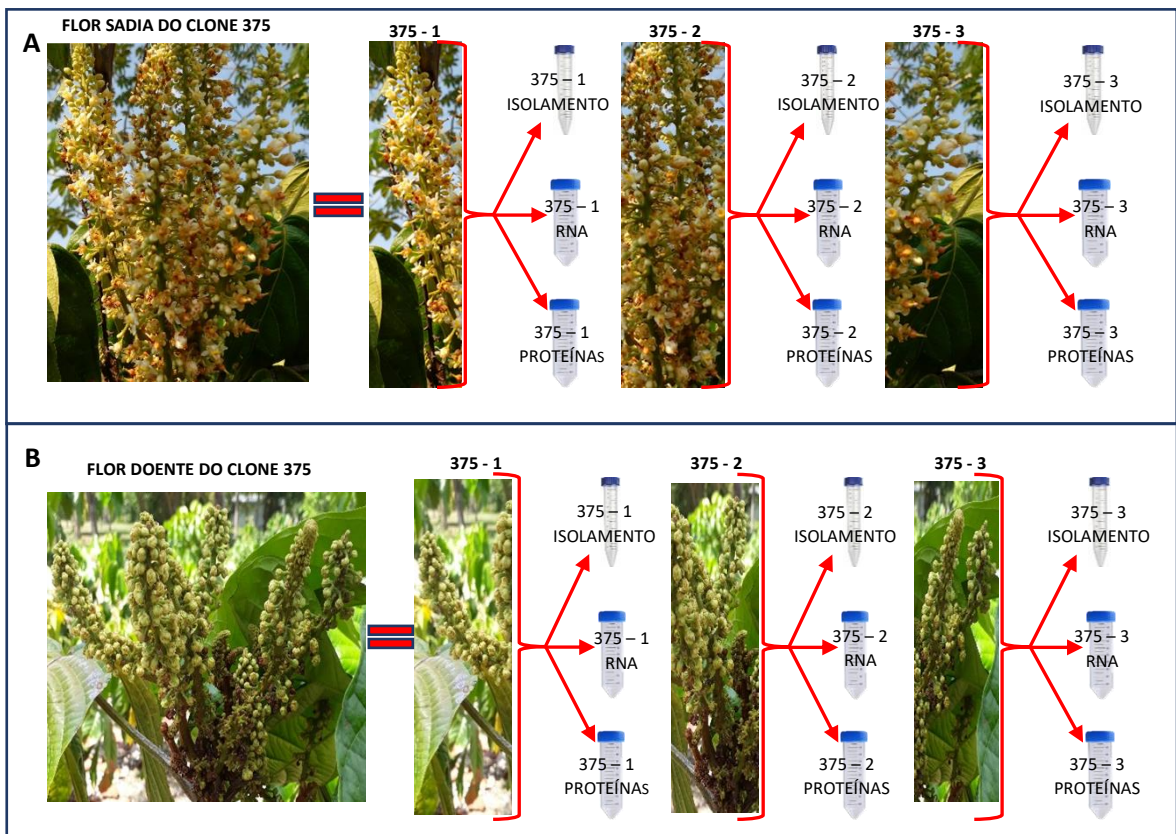 A
FLOR SADIA DO CLONE 375
375 - 1
375 – 1
ISOLAMENTO
375 – 1
RNA
375 – 1
PROTEÍNAs
375 - 2
375 – 2
ISOLAMENTO
375 – 2
RNA
375 – 2
PROTEÍNAS
375 - 3
375 – 3
ISOLAMENTO
375 – 3
RNA
375 – 3
PROTEÍNAS
B
FLOR DOENTE DO CLONE 375
375 - 1
375 – 1
ISOLAMENTO
375 – 1
RNA
375 – 1
PROTEÍNAs
375 - 2
375 – 2
ISOLAMENTO
375 – 2
RNA
375 – 2
PROTEÍNAS
375 - 3
375 – 3
ISOLAMENTO
375 – 3
RNA
375 – 3
PROTEÍNAS